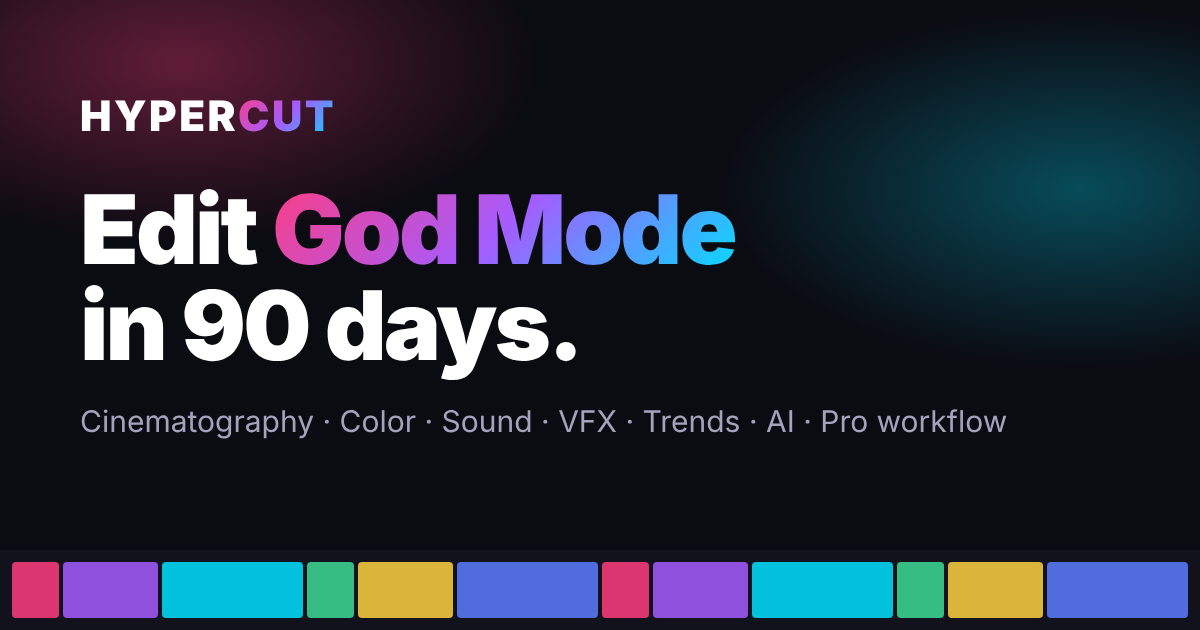 HYPERCUT
Edit God Mode
in 90 days.
Cinematography · Color · Sound · VFX · Trends · AI · Pro workflow